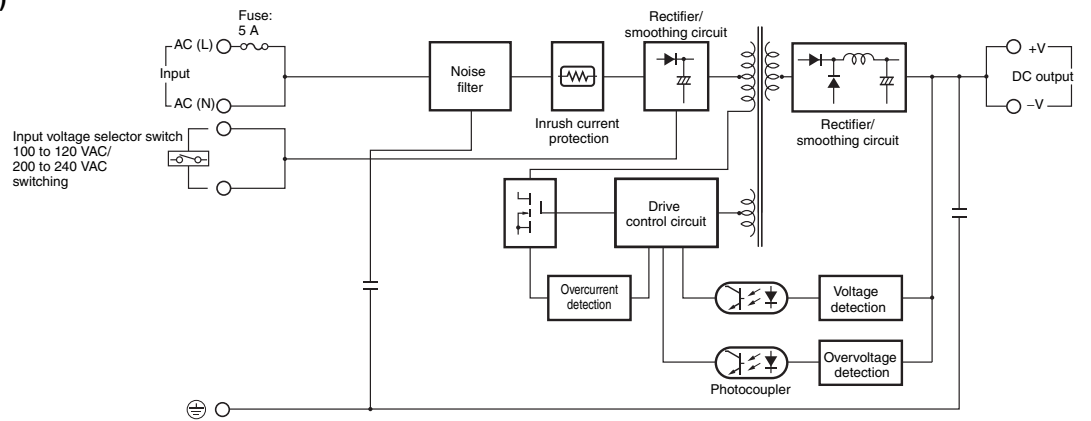 )
Fuse:
5 A
AC (L)
Input
AC (N)
Input voltage selector switch
100 to 120 VAC/
200 to 240 VAC
switching
Noise
filter
Inrush current
protection
Rectifier/
smoothing circuit
Rectifier/
smoothing circuit
+V
DC output
−V
Drive
control circuit
Overcurrent
detection
Voltage
detection
Overvoltage
detection
Photocoupler